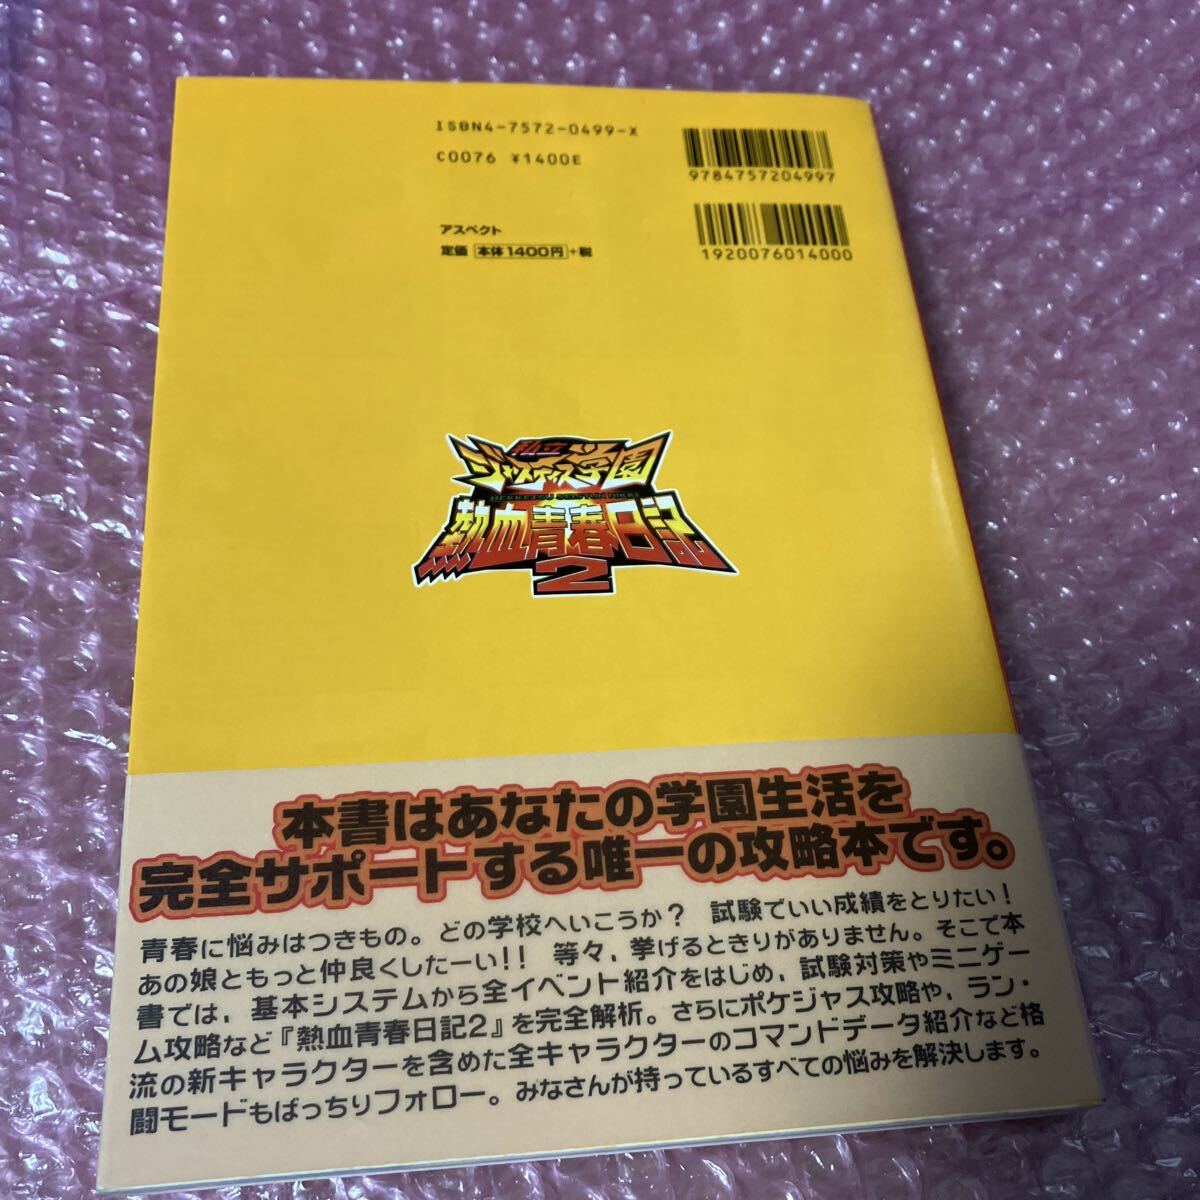 ISBN4-7572-0499-X
C0076 ¥1400E
9784757204997
アスペクト
定価 本体1400円+税
1920076014000
私立
ジャスティス学園
NEKKETSU SEISYUN NIKKI
熱血青春日記
2
本書はあなたの学園生活を
完全サポートする唯一の攻略本です。
青春に悩みはつきもの。どの学校へいこうか? 試験でいい成績をとりたい!
あの娘ともっと仲良くしたーい!! 等々、挙げるときりがありません。そこで本
書では、基本システムから全イベント紹介をはじめ、試験対策やミニゲー
ム攻略など『熱血青春日記2』を完全解析。さらにポケジャス攻略や、ラン・
流の新キャラクターを含めた全キャラクターのコマンドデータ紹介など格
闘モードもばっちりフォロー。みなさんが持っているすべての悩みを解決します。